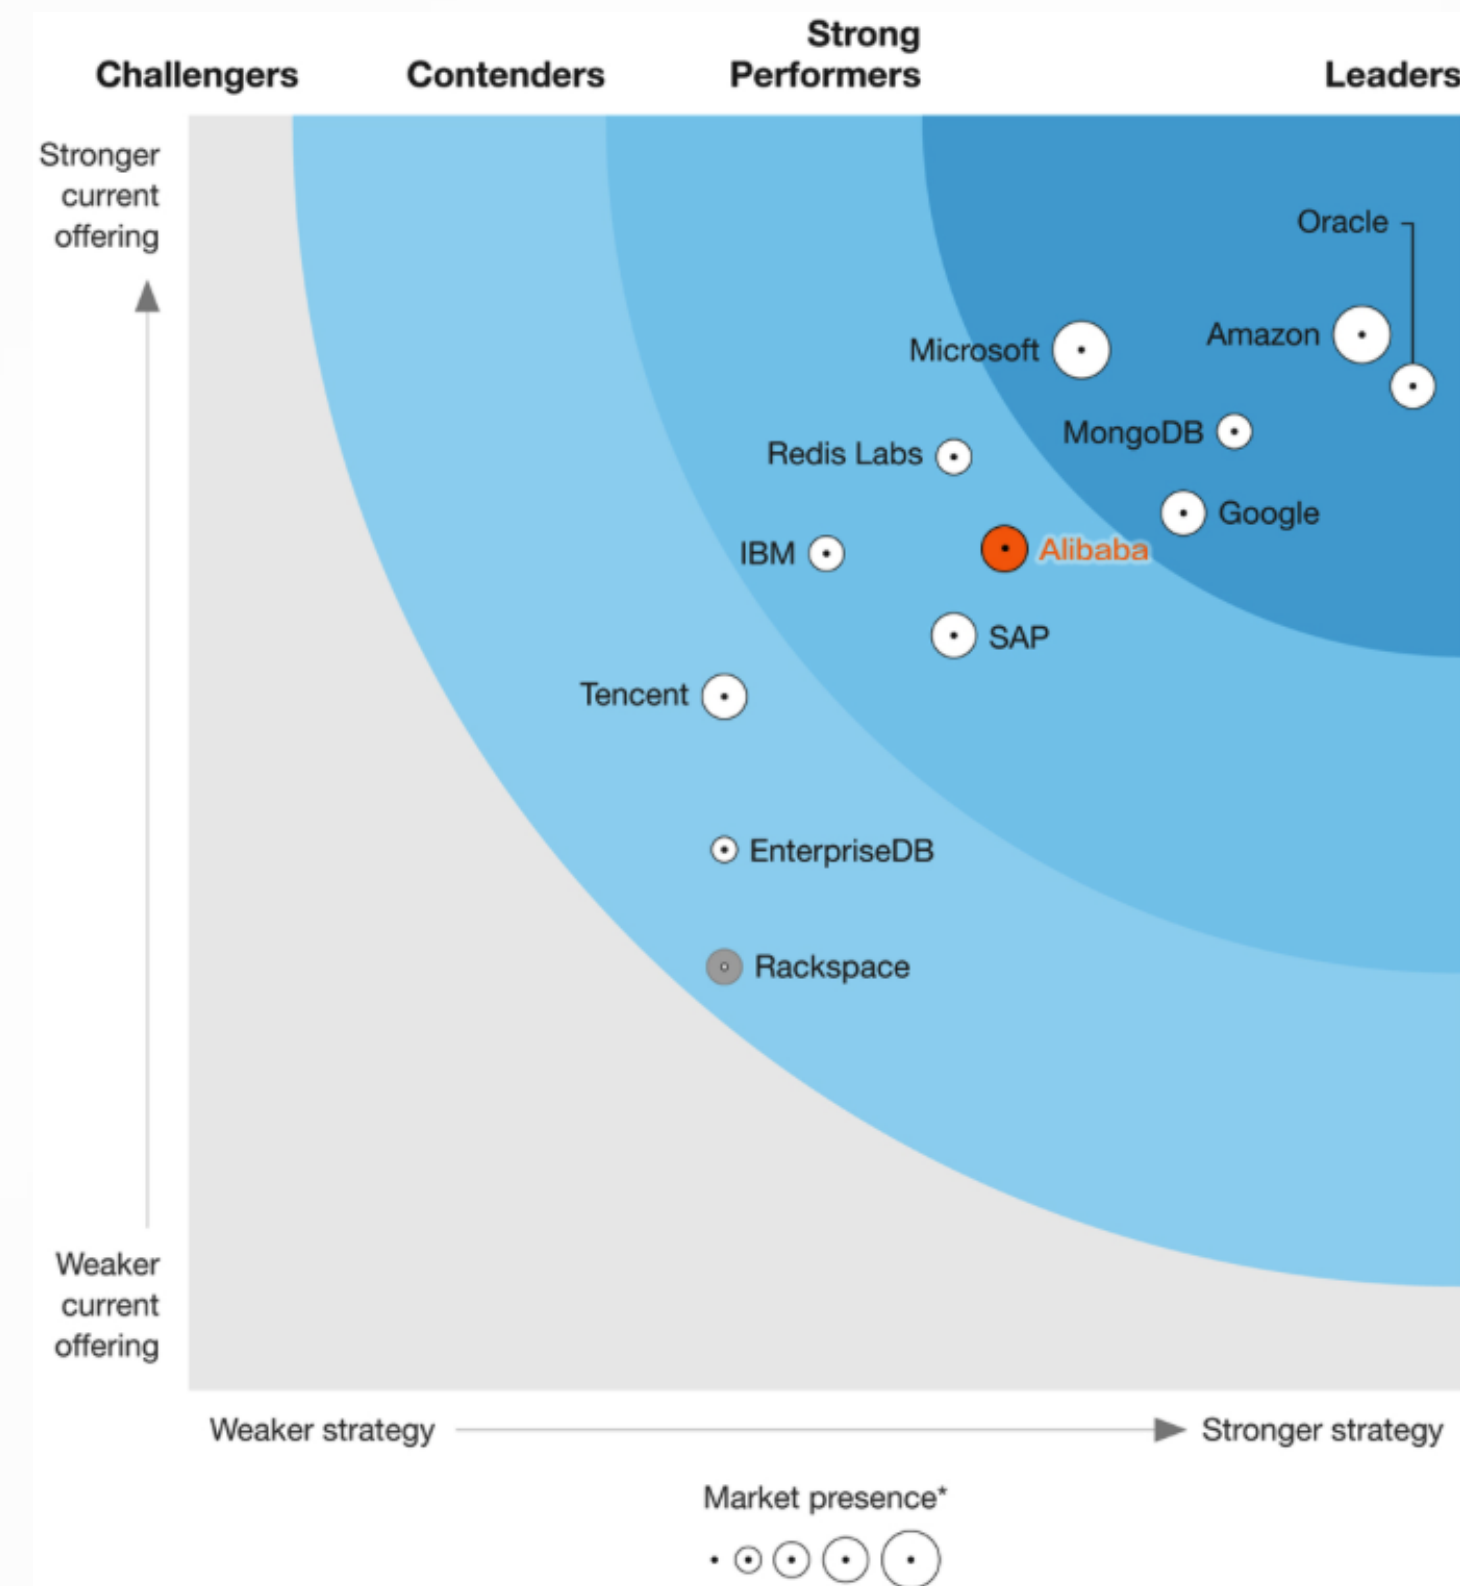 Challengers
Contenders
Strong
Performers
Leaders
Stronger
current
offering
Oracle
Microsoft
Amazon
MongoDB
Redis Labs
Google
IBM
Alibaba
SAP
Tencent
EnterpriseDB
Rackspace
Weaker
current
offering
Weaker strategy
Stronger strategy
Market presence*